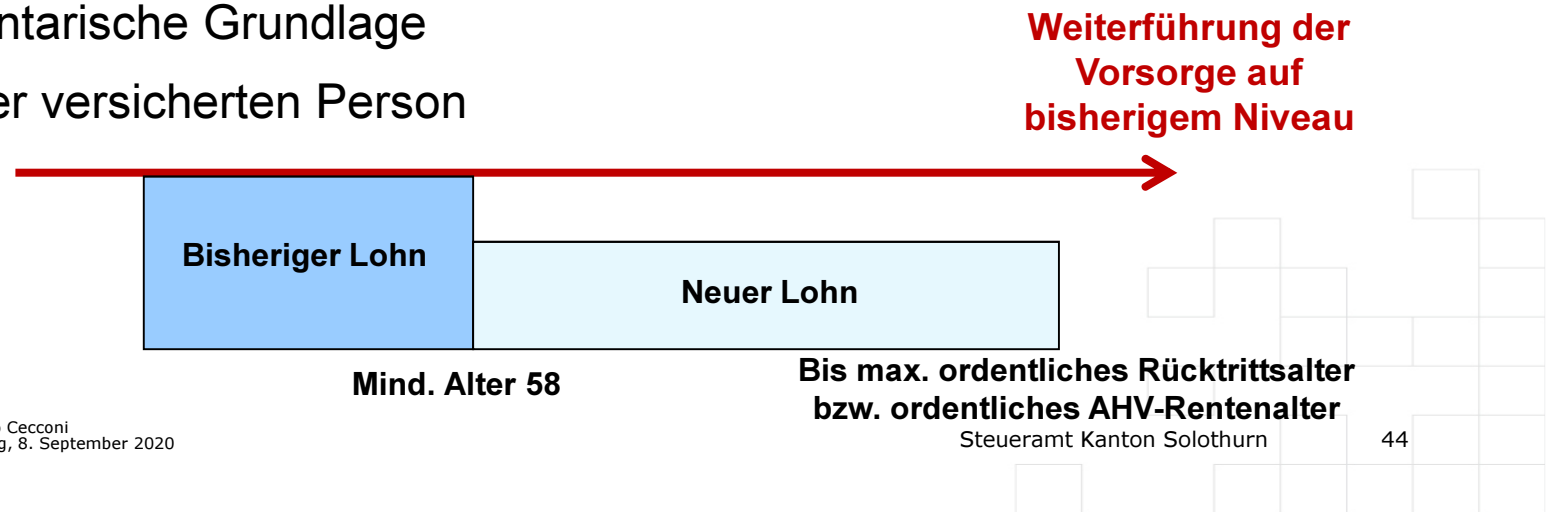 ntarische Grundlage
er versicherten Person
Weiterführung der
Vorsorge auf
bisherigem Niveau
Bisheriger Lohn
Neuer Lohn
Mind. Alter 58
Bis max. ordentliches Rücktrittsalter
bzw. ordentliches AHV-Rentenalter
Cecconi
g, 8. September 2020
Steueramt Kanton Solothurn 44